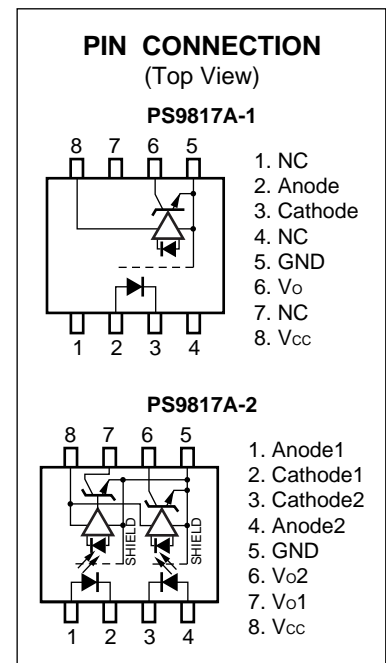 PIN CONNECTION
(Top View)
PS9817A-1
8 7 6 5
1. NC
2. Anode
3. Cathode
4. NC
5. GND
6. VO
7. NC
8. VCC
1 2 3 4
PS9817A-2
8 7 6 5
SHIELD
SHIELD
1. Anode1
2. Cathode1
3. Cathode2
4. Anode2
5. GND
6. VO2
7. VO1
8. VCC
1 2 3 4